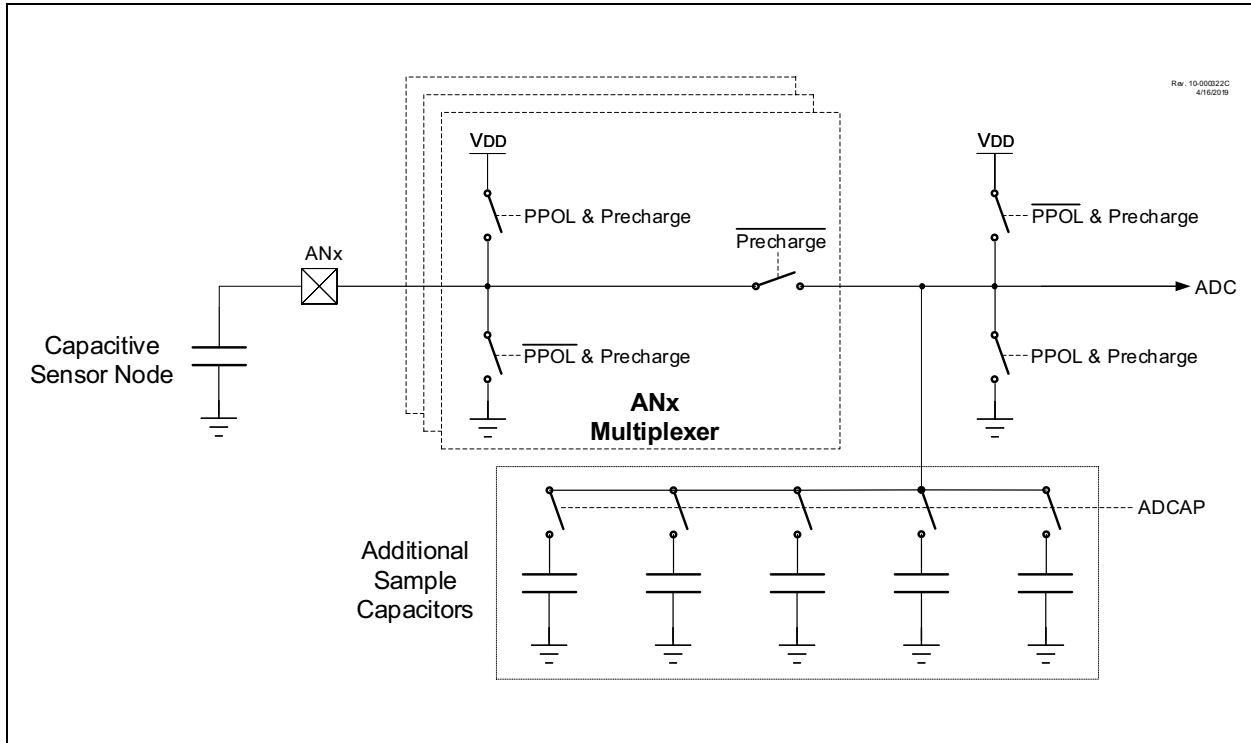 Rev. 10-000322C
4/16/2019
VDD
VDD
PPOL & Precharge
PPOL & Precharge
Precharge
ANx
ADC
Capacitive
Sensor Node
PPOL & Precharge
PPOL & Precharge
ANx
Multiplexer
ADCAP
Additional
Sample
Capacitors